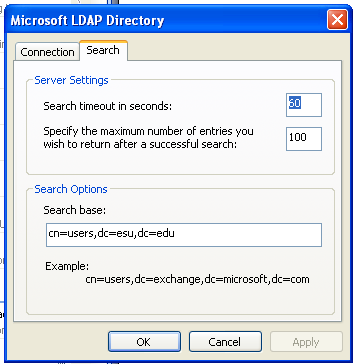 Microsoft LDAP Directory
Connection Search
Server Settings
Search timeout in seconds: 60
Specify the maximum number of entries you
wish to return after a successful search: 100
Search Options
Search base:
cn=users,dc=esu,dc=edu
Example:
cn=users,dc=exchange,dc=microsoft,dc=com
OK Cancel Apply